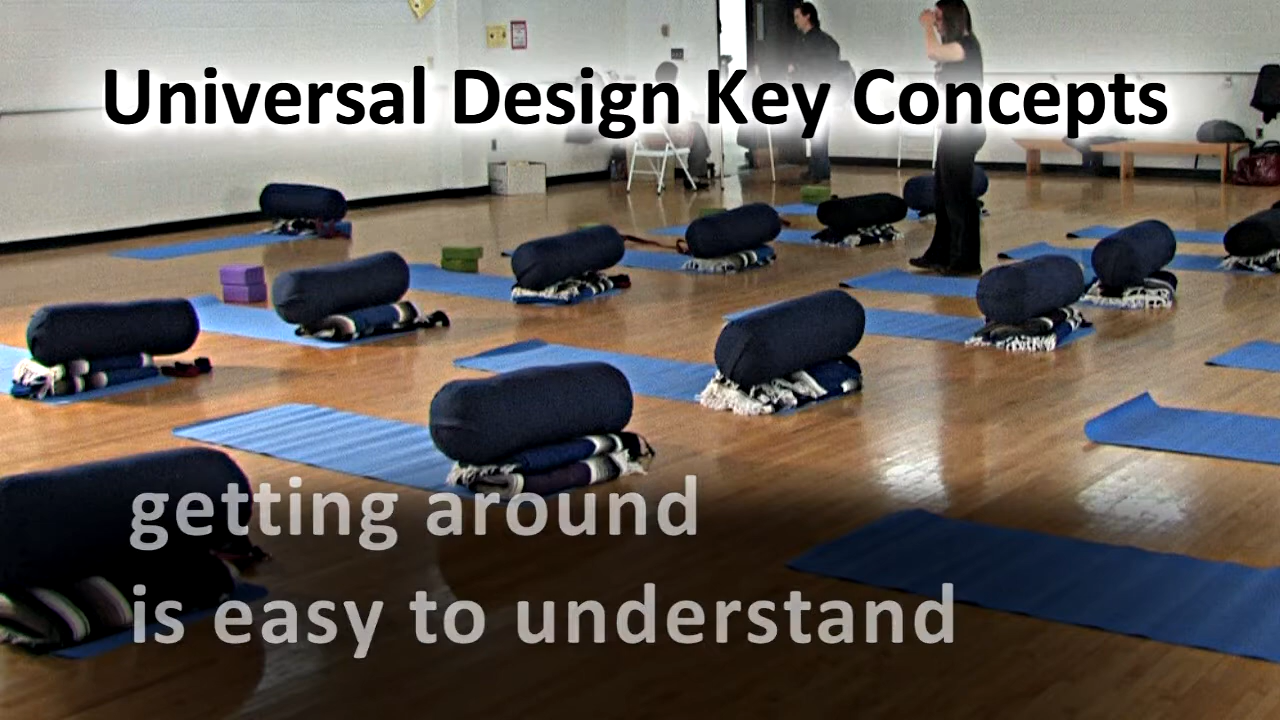 Universal Design Key Concepts
getting around
is easy to understand